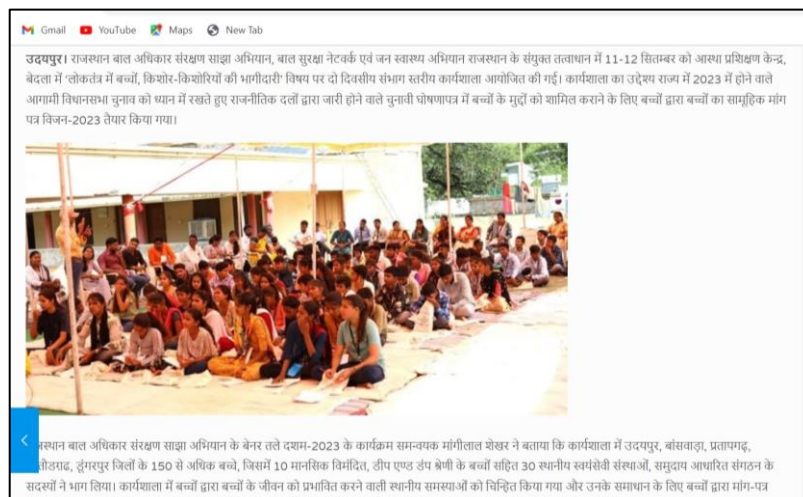 Gmail YouTube Maps New Tab
उदयपुर। राजस्थान बाल अधिकार संरक्षण साझा अभियान, बाल सुरक्षा नेटवर्क एवं जन स्वास्थ्य अभियान राजस्थान के संयुक्त तत्वाधान में 11-12 सितम्बर को आस्था प्रशिक्षण केन्द्र,
बेदला में 'लोकतंत्र में बच्चों, किशोर-किशोरियों की भागीदारी' विषय पर दो दिवसीय संभाग स्तरीय कार्यशाला आयोजित की गई। कार्यशाला का उद्देश्य राज्य में 2023 में होने वाले
आगामी विधानसभा चुनाव को ध्यान में रखते हुए राजनीतिक दलों द्वारा जारी होने वाले चुनावी घोषणापत्र में बच्चों के मुद्दों को शामिल कराने के लिए बच्चों द्वारा बच्चों का सामूहिक मांग
पत्र विजन-2023 तैयार किया गया।
बाल अधिकार संरक्षण साझा अभियान के बेनर तले दशम-2023 के कार्यक्रम समन्वयक मांगीलाल शेखर ने बताया कि कार्यशाला में उदयपुर, बांसवाड़ा, प्रतापगढ़,
डूंगरपुर जिलों के 150 से अधिक बच्चे, जिसमें 10 मानसिक विमंदित, डीप एण्ड डंप श्रेणी के बच्चों सहित 30 स्थानीय स्वयंसेवी संस्थाओं, समुदाय आधारित संगठन के
सदस्यों ने भाग लिया। कार्यशाला में बच्चों द्वारा बच्चों के जीवन को प्रभावित करने वाली स्थानीय समस्याओं को चिन्हित किया गया और उनके समाधान के लिए बच्चों द्वारा मांग-पत्र